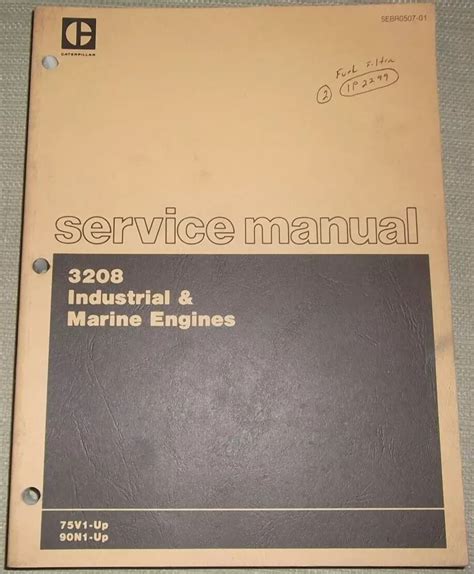 SEBR0507-01
C
CATERPILLAR
Fuel Filter
2 1P2299
service manual
3208
Industrial &
Marine Engines
75V1-Up
90N1-Up